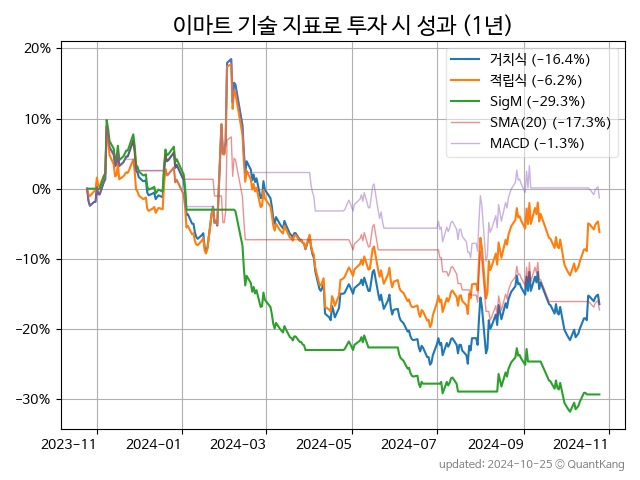 이마트 기술 지표로 투자 시 성과 (1년)
20%
10%
0%
−10%
−20%
−30%
거치식 (−16.4%)
적립식 (−6.2%)
SigM (−29.3%)
SMA(20) (−17.3%)
MACD (−1.3%)
2023−11
2024−01
2024−03
2024−05
2024−07
2024−09
2024−11
updated: 2024-10-25 ⓒ QuantKang